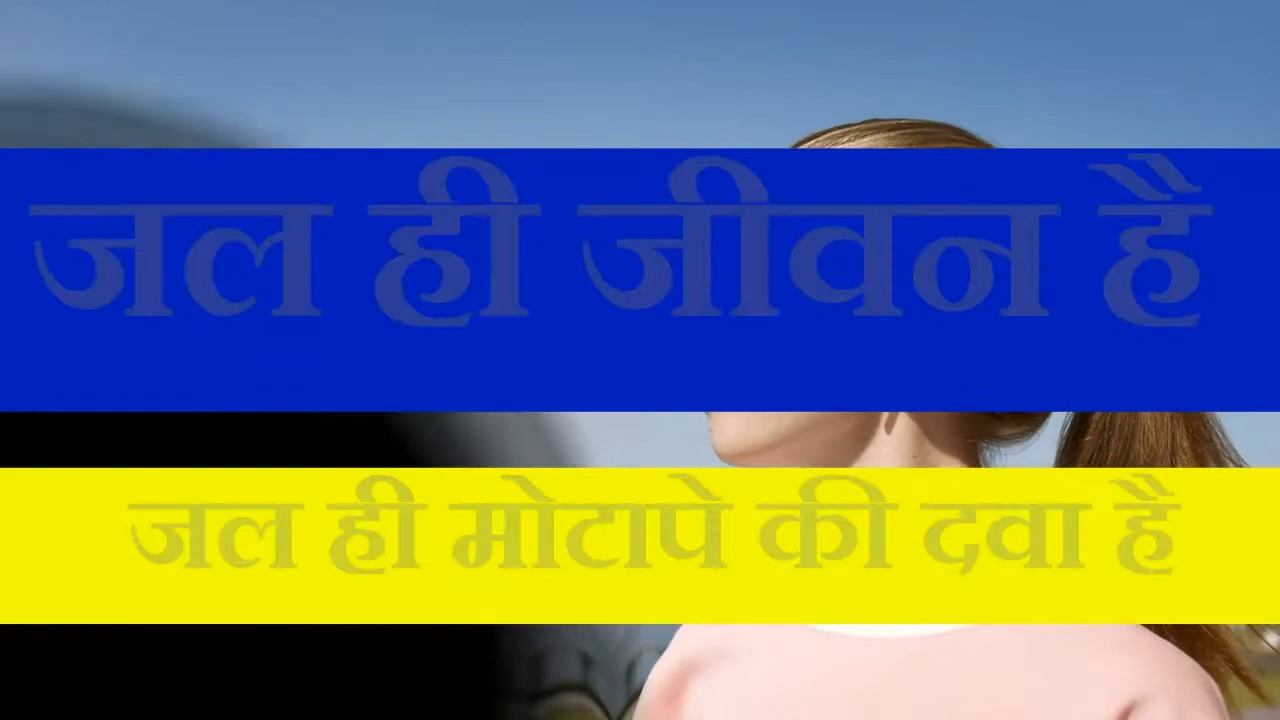 जल ही जीवन है
जल ही मोटापे की दवा है